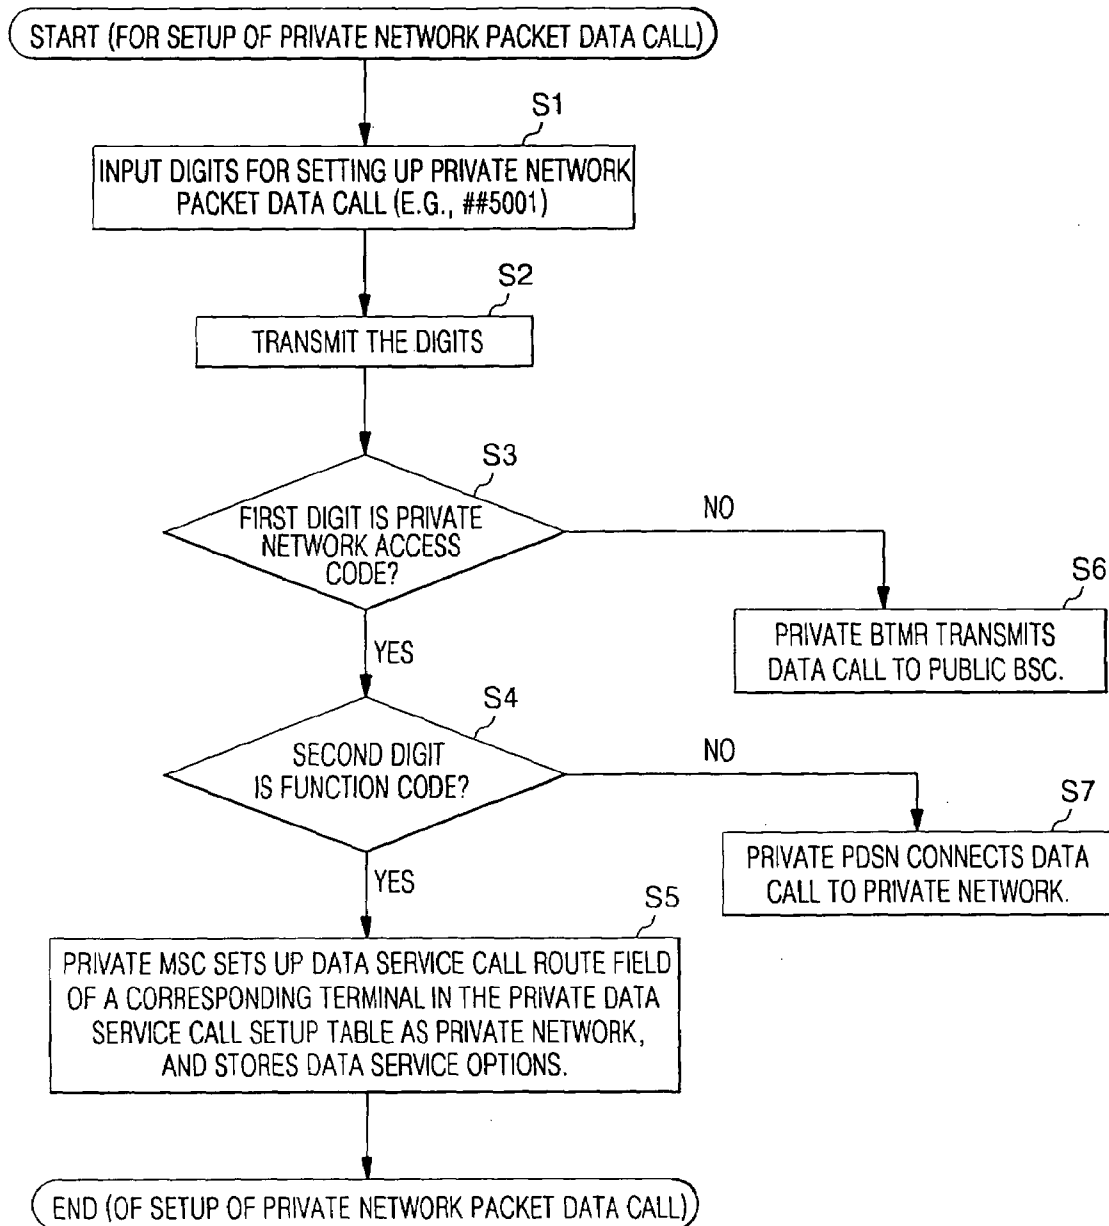 START (FOR SETUP OF PRIVATE NETWORK PACKET DATA CALL)
S1
INPUT DIGITS FOR SETTING UP PRIVATE NETWORK
PACKET DATA CALL (E.G., ##5001)
S2
TRANSMIT THE DIGITS
S3
FIRST DIGIT IS PRIVATE
NETWORK ACCESS
CODE?
NO
YES
S6
PRIVATE BTMR TRANSMITS
DATA CALL TO PUBLIC BSC.
S4
SECOND DIGIT
IS FUNCTION CODE?
NO
YES
S7
PRIVATE PDSN CONNECTS DATA
CALL TO PRIVATE NETWORK.
S5
PRIVATE MSC SETS UP DATA SERVICE CALL ROUTE FIELD
OF A CORRESPONDING TERMINAL IN THE PRIVATE DATA
SERVICE CALL SETUP TABLE AS PRIVATE NETWORK,
AND STORES DATA SERVICE OPTIONS.
END (OF SETUP OF PRIVATE NETWORK PACKET DATA CALL)